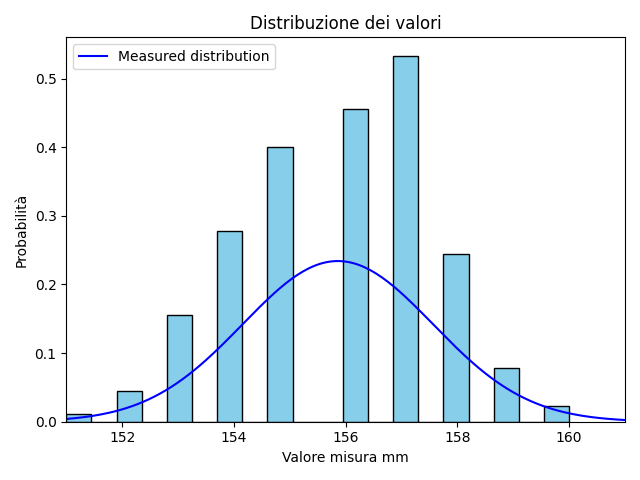 Distribuzione dei valori
Measured distribution
Probabilità
0.5
0.4
0.3
0.2
0.1
0.0
152 154 156 158 160
Valore misura mm